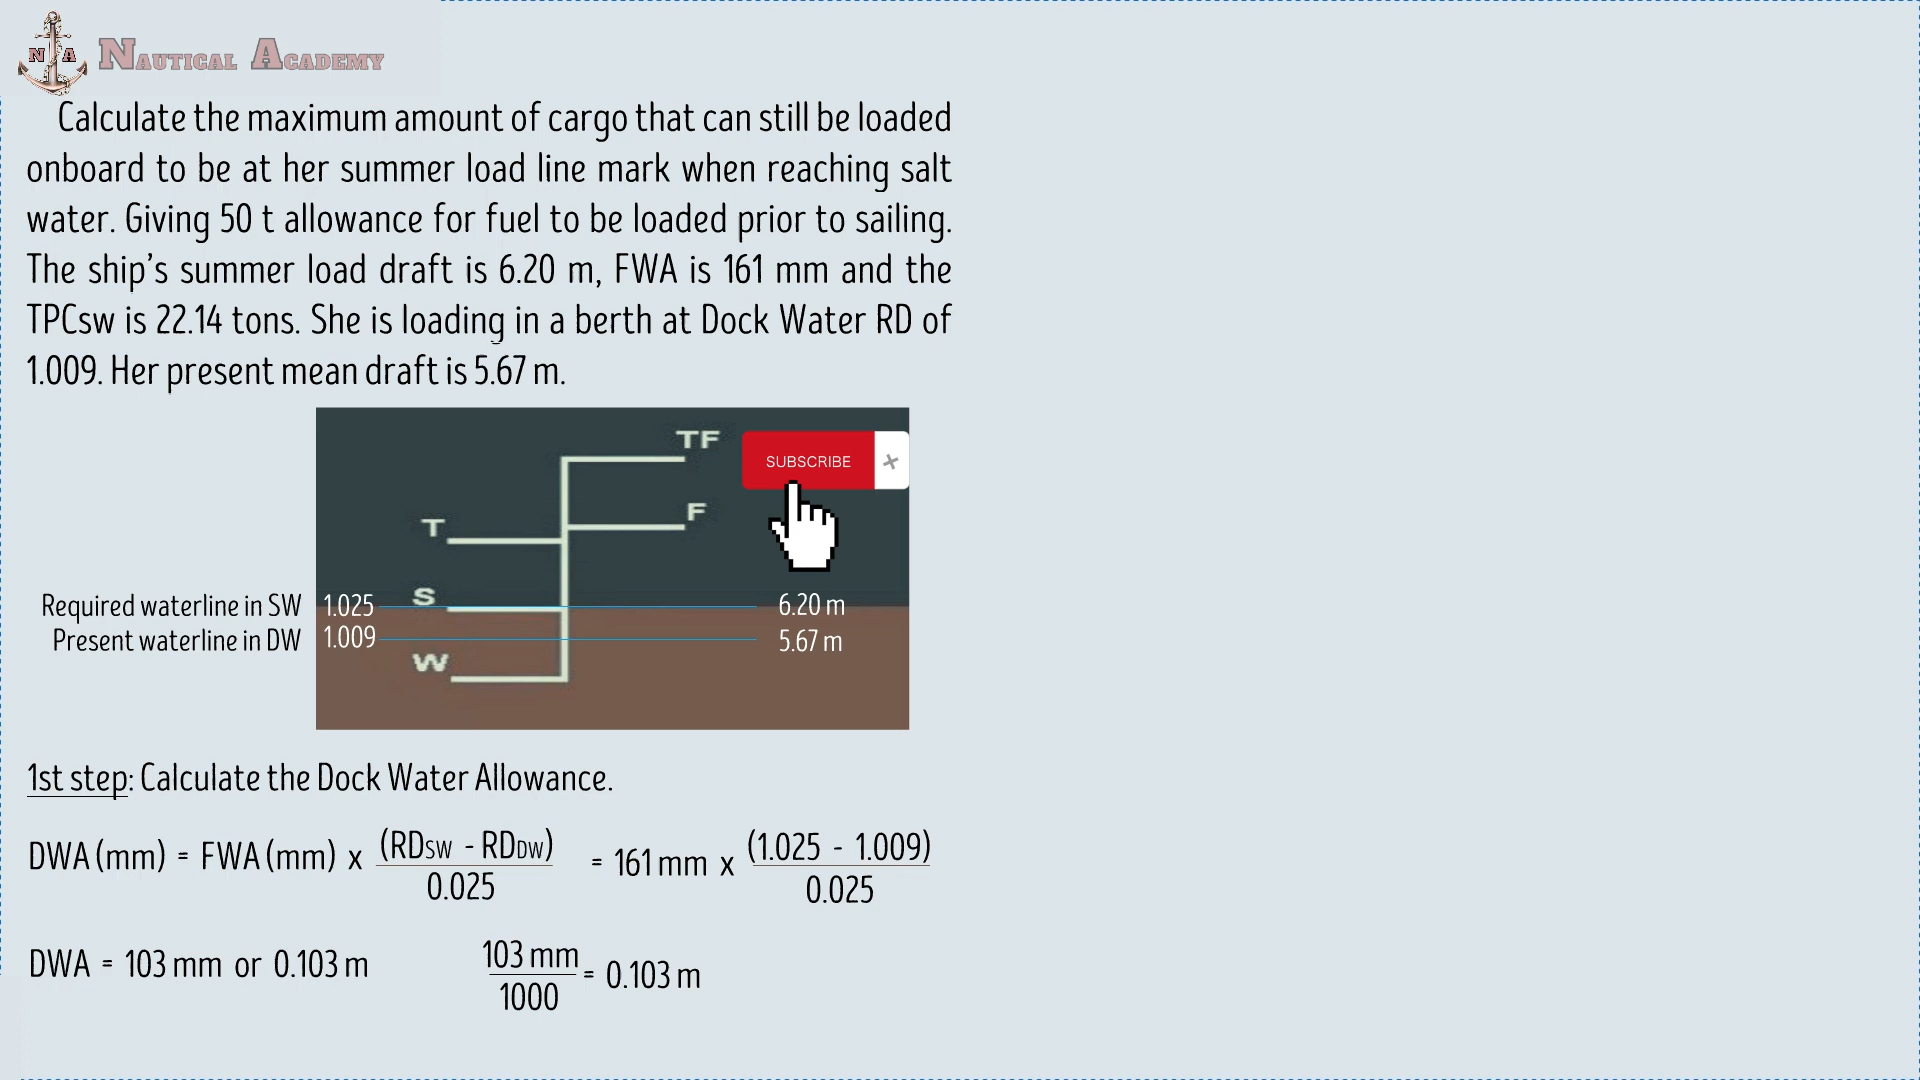 N A NAUTICAL ACADEMY
Calculate the maximum amount of cargo that can still be loaded
onboard to be at her summer load line mark when reaching salt
water. Giving 50 t allowance for fuel to be loaded prior to sailing.
The ship's summer load draft is 6.20 m, FWA is 161 mm and the
TPCsw is 22.14 tons. She is loading in a berth at Dock Water RD of
1.009. Her present mean draft is 5.67 m.
TF
SUBSCRIBE +
T
F
S
Required waterline in SW 1.025 6.20 m
Present waterline in DW 1.009 5.67 m
W
1st step: Calculate the Dock Water Allowance.
DWA (mm) = FWA (mm) x (RDSW - RDDW) / 0.025 = 161 mm x (1.025 - 1.009) / 0.025
DWA = 103 mm or 0.103 m 103 mm / 1000 = 0.103 m